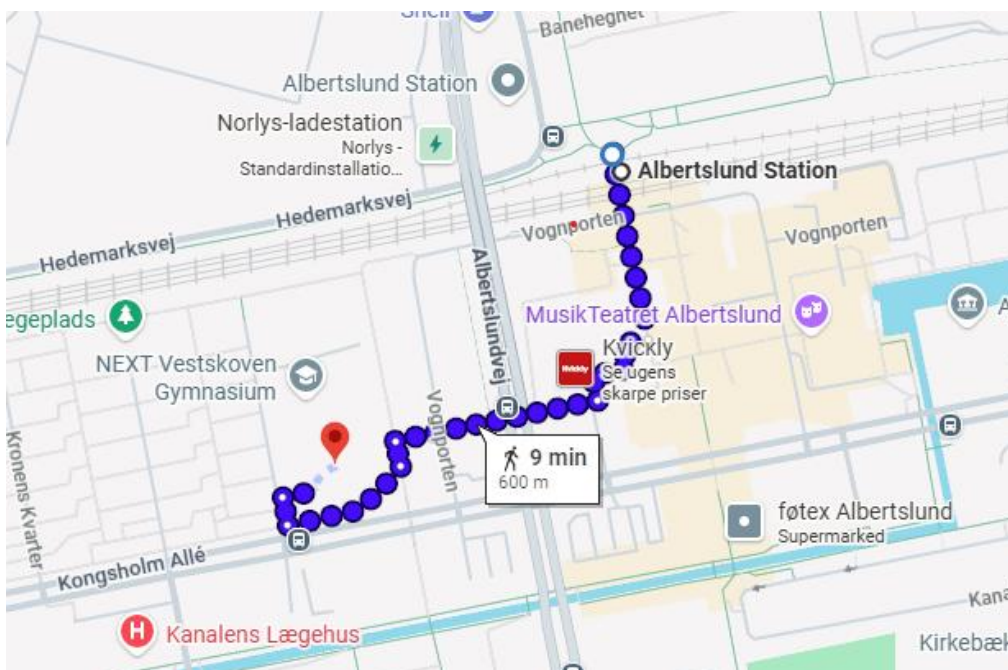 Shell
Banehegnet
Albertslund Station
Norlys-ladestation
Norlys -
Standardinstallatio...
Albertslund Station
Hedemarksvej
Hedemarksvej
Vognporten
Vognporten
Albertslundvej
egeplads
MusikTeatret Albertslund
A
NEXT Vestskoven
Gymnasium
Kvickly
Kvickly
Se ugens
skarpe priser
Vognporten
Kronens Kvarter
9 min
600 m
føtex Albertslund
Supermarked
Kongsholm Allé
H
Kanalens Lægehus
Kana
Kirkebæk